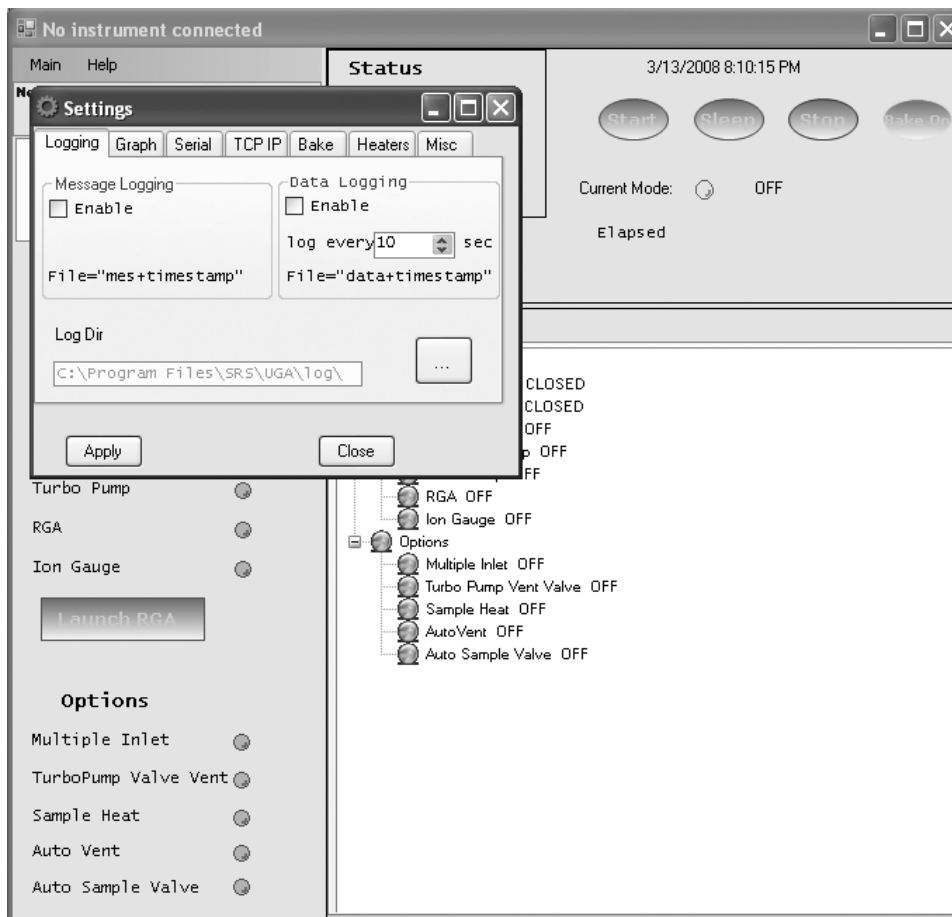 No instrument connected
Main Help
Status
3/13/2008 8:10:15 PM
Start Sleep Stop Bake On
Current Mode: OFF
Elapsed
Settings
Logging Graph Serial TCP IP Bake Heaters Misc
Message Logging
Enable
File="mes+timestamp"
Data Logging
Enable
log every 10 sec
File="data+timestamp"
Log Dir
C:\Program Files\SRS\UGA\log\
...
Apply Close
Turbo Pump
RGA
Ion Gauge
Launch RGA
Options
Multiple Inlet
TurboPump Valve Vent
Sample Heat
Auto Vent
Auto Sample Valve
CLOSED
CLOSED
OFF
OFF
RGA OFF
Ion Gauge OFF
Options
Multiple Inlet OFF
Turbo Pump Vent Valve OFF
Sample Heat OFF
AutoVent OFF
Auto Sample Valve OFF